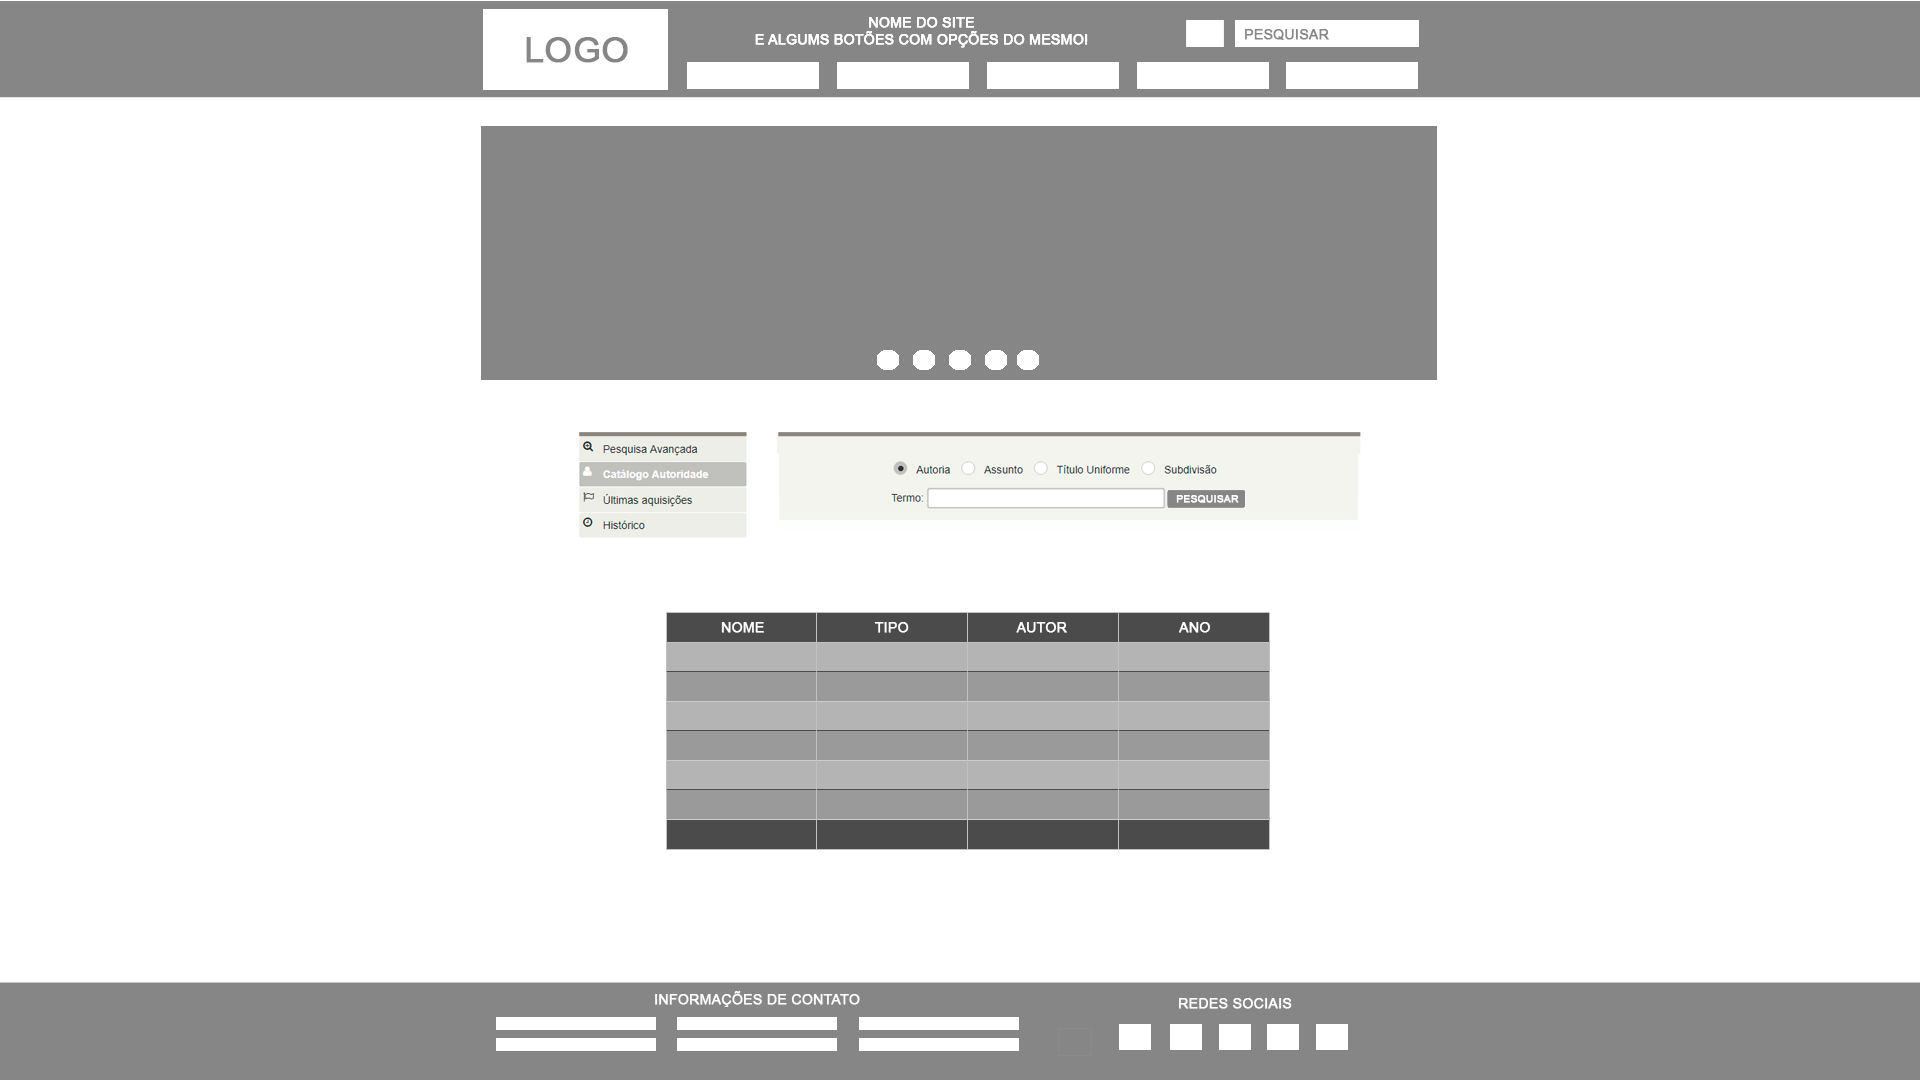 LOGO
NOME DO SITE
E ALGUMS BOTÕES COM OPÇÕES DO MESMO!
PESQUISAR
Pesquisa Avançada
Catálogo Autoridade
Últimas aquisições
Histórico
Autoria Assunto Título Uniforme Subdivisão
Termo: PESQUISAR
NOME TIPO AUTOR ANO
INFORMAÇÕES DE CONTATO
REDES SOCIAIS